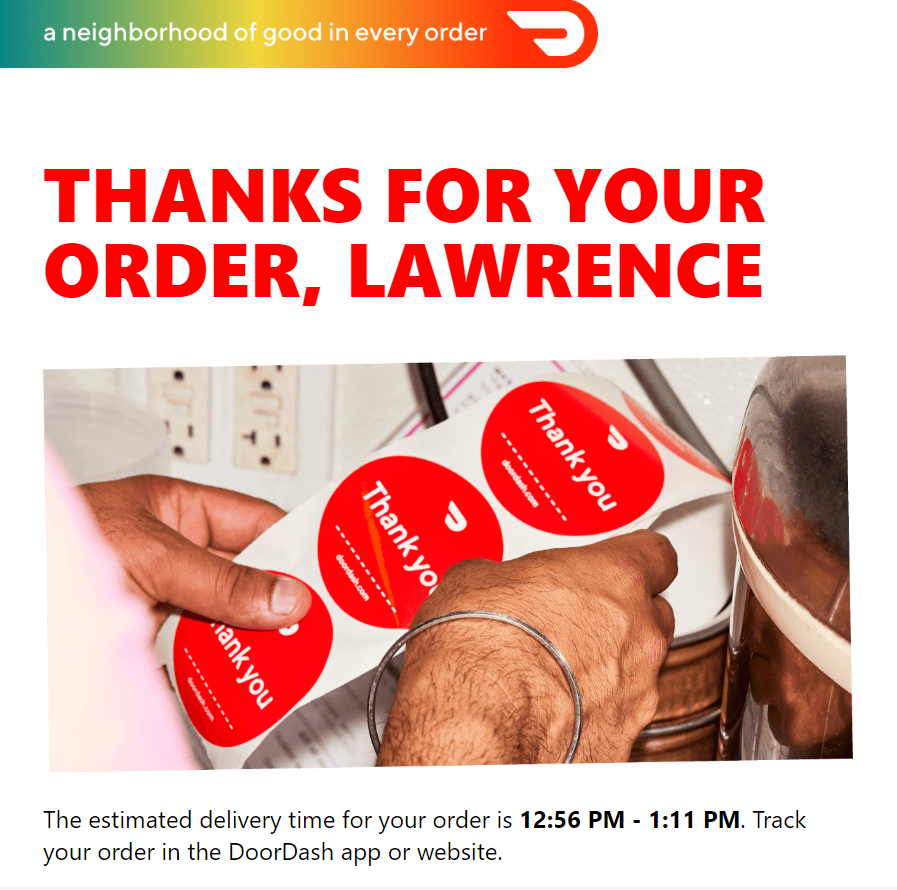 a neighborhood of good in every order
THANKS FOR YOUR
ORDER, LAWRENCE
Thank you
doordash.com
Thank you
doordash.com
Thank you
doordash.com
The estimated delivery time for your order is 12:56 PM - 1:11 PM. Track
your order in the DoorDash app or website.